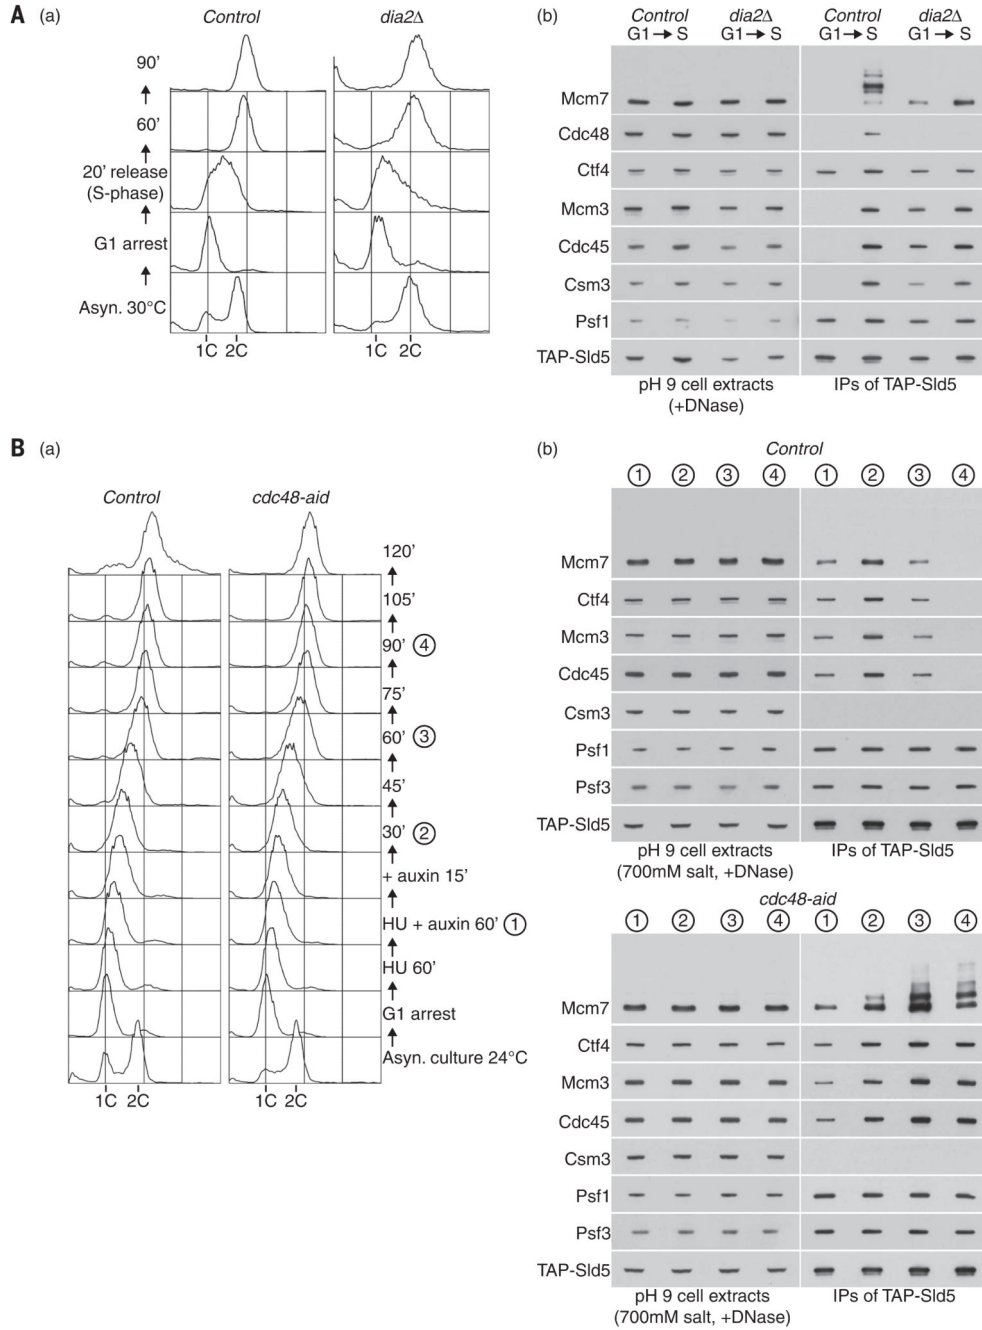 A (a)
Control dia2Δ
90’
60’
20’ release
(S-phase)
G1 arrest
Asyn. 30°C
1C 2C 1C 2C
(b)
Control dia2Δ Control dia2Δ
G1 → S G1 → S G1 → S G1 → S
Mcm7
Cdc48
Ctf4
Mcm3
Cdc45
Csm3
Psf1
TAP-Sld5
pH 9 cell extracts IPs of TAP-Sld5
(+DNase)
B (a)
Control cdc48-aid
120’
105’
90’ ④
75’
60’ ③
45’
30’ ②
+ auxin 15’
HU + auxin 60’ ①
HU 60’
G1 arrest
Asyn. culture 24°C
1C 2C 1C 2C
(b)
Control
① ② ③ ④ ① ② ③ ④
Mcm7
Ctf4
Mcm3
Cdc45
Csm3
Psf1
Psf3
TAP-Sld5
pH 9 cell extracts IPs of TAP-Sld5
(700mM salt, +DNase)
cdc48-aid
① ② ③ ④ ① ② ③ ④
Mcm7
Ctf4
Mcm3
Cdc45
Csm3
Psf1
Psf3
TAP-Sld5
pH 9 cell extracts IPs of TAP-Sld5
(700mM salt, +DNase)